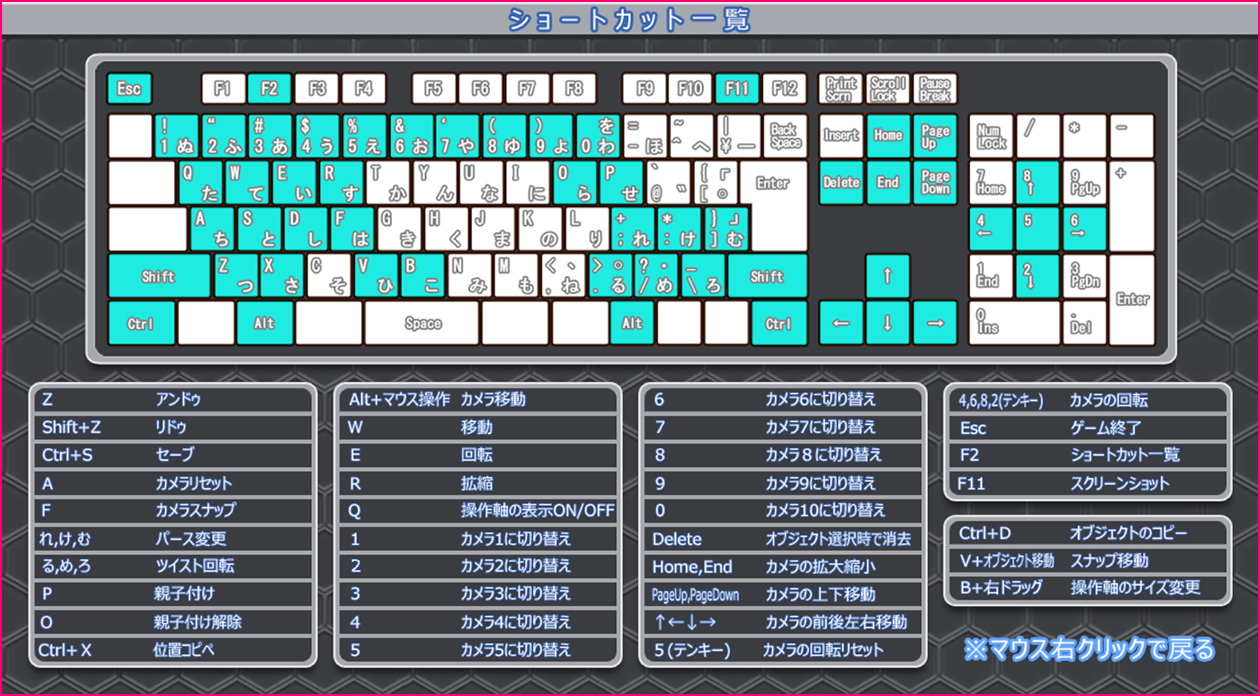 ショートカット一覧
Esc F1 F2 F3 F4 F5 F6 F7 F8 F9 F10 F11 F12 Print Scrn Scroll Lock Pause Break
! 1 ぬ " 2 ふ # 3 あ $ 4 う % 5 え & 6 お ' 7 や ( 8 ゆ ) 9 よ を 0 わ = - ほ ~ ^ へ | ¥ ー Back Space Insert Home Page Up Num Lock / * -
Q た W て E い R す T か Y ん U な I に O ら P せ ` @ ゛ { 「 [ ゜ Enter Delete End Page Down 7 Home 8 ↑ 9 PgUp +
A ち S と D し F は G き H く J ま K の L り + ; れ * : け } 」 ] む 4 ← 5 6 →
Shift Z つ X さ C そ V ひ B こ N み M も < 、 , ね > 。 . る ? ・ / め _ \ ろ Shift ↑ 1 End 2 ↓ 3 PgDn Enter
Ctrl Alt Space Alt Ctrl ← ↓ → 0 Ins . Del
Z アンドゥ
Shift+Z リドゥ
Ctrl+S セーブ
A カメラリセット
F カメラスナップ
れ,け,む パース変更
る,め,ろ ツイスト回転
P 親子付け
O 親子付け解除
Ctrl+X 位置コピペ
Alt+マウス操作 カメラ移動
W 移動
E 回転
R 拡縮
Q 操作軸の表示ON/OFF
1 カメラ1に切り替え
2 カメラ2に切り替え
3 カメラ3に切り替え
4 カメラ4に切り替え
5 カメラ5に切り替え
6 カメラ6に切り替え
7 カメラ7に切り替え
8 カメラ８に切り替え
9 カメラ9に切り替え
0 カメラ10に切り替え
Delete オブジェクト選択時で消去
Home,End カメラの拡大縮小
PageUp,PageDown カメラの上下移動
↑←↓→ カメラの前後左右移動
5(テンキー) カメラの回転リセット
4,6,8,2(テンキー) カメラの回転
Esc ゲーム終了
F2 ショートカット一覧
F11 スクリーンショット
Ctrl+D オブジェクトのコピー
V+オブジェクト移動 スナップ移動
B+右ドラッグ 操作軸のサイズ変更
※マウス右クリックで戻る